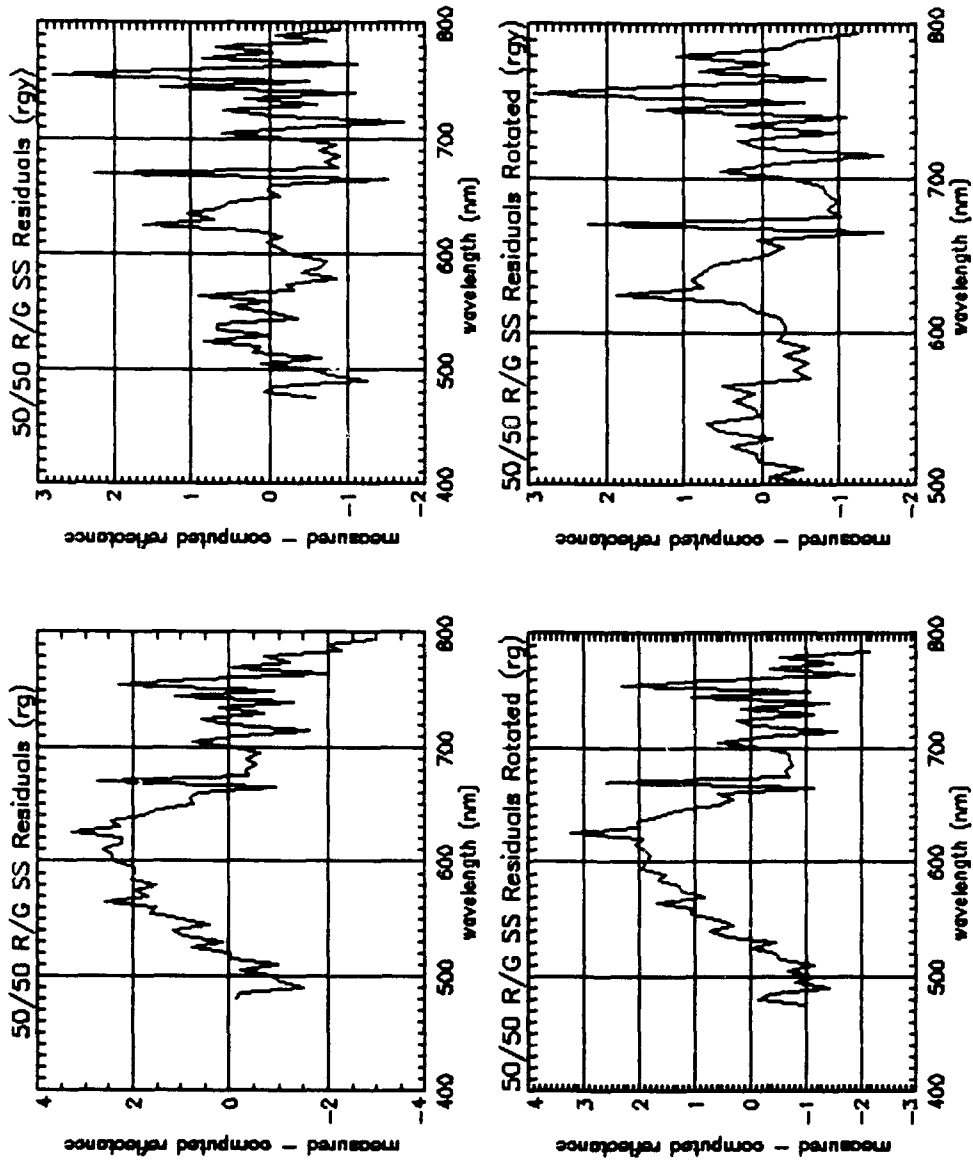 50/50 R/G SS Residuals (rg)
measured – computed reflectance
4
2
0
-2
-4
400 500 600 700 800
wavelength (nm)
50/50 R/G SS Residuals (rgy)
measured – computed reflectance
3
2
1
0
-1
-2
400 500 600 700 800
wavelength (nm)
50/50 R/G SS Residuals Rotated (rg)
measured – computed reflectance
4
3
2
1
0
-1
-2
-3
400 500 600 700 800
wavelength (nm)
50/50 R/G SS Residuals Rotated (rgy)
measured – computed reflectance
3
2
1
0
-1
-2
500 600 700 800
wavelength (nm)